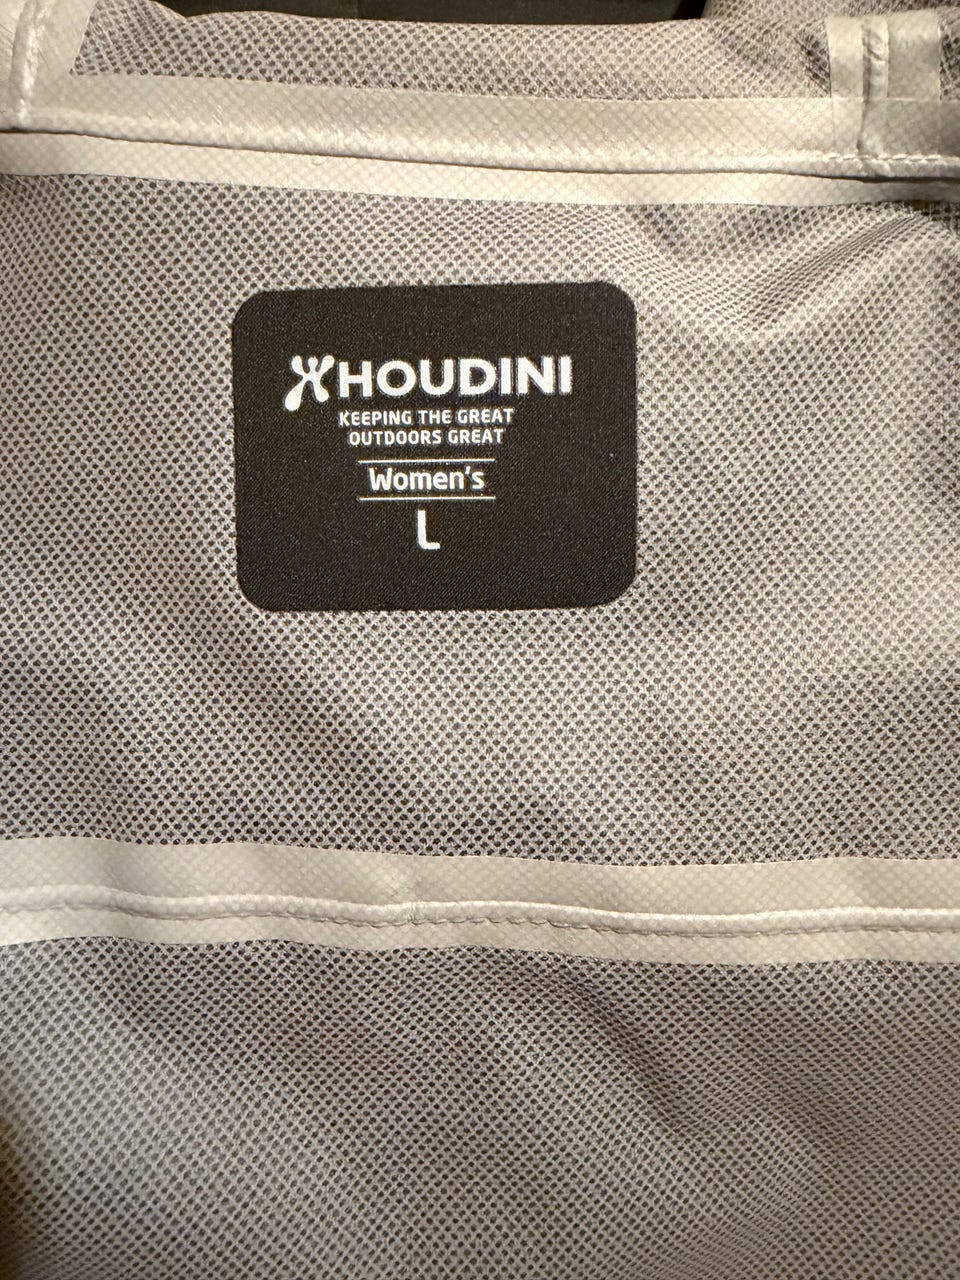 HOUDINI
KEEPING THE GREAT
OUTDOORS GREAT
Women's
L